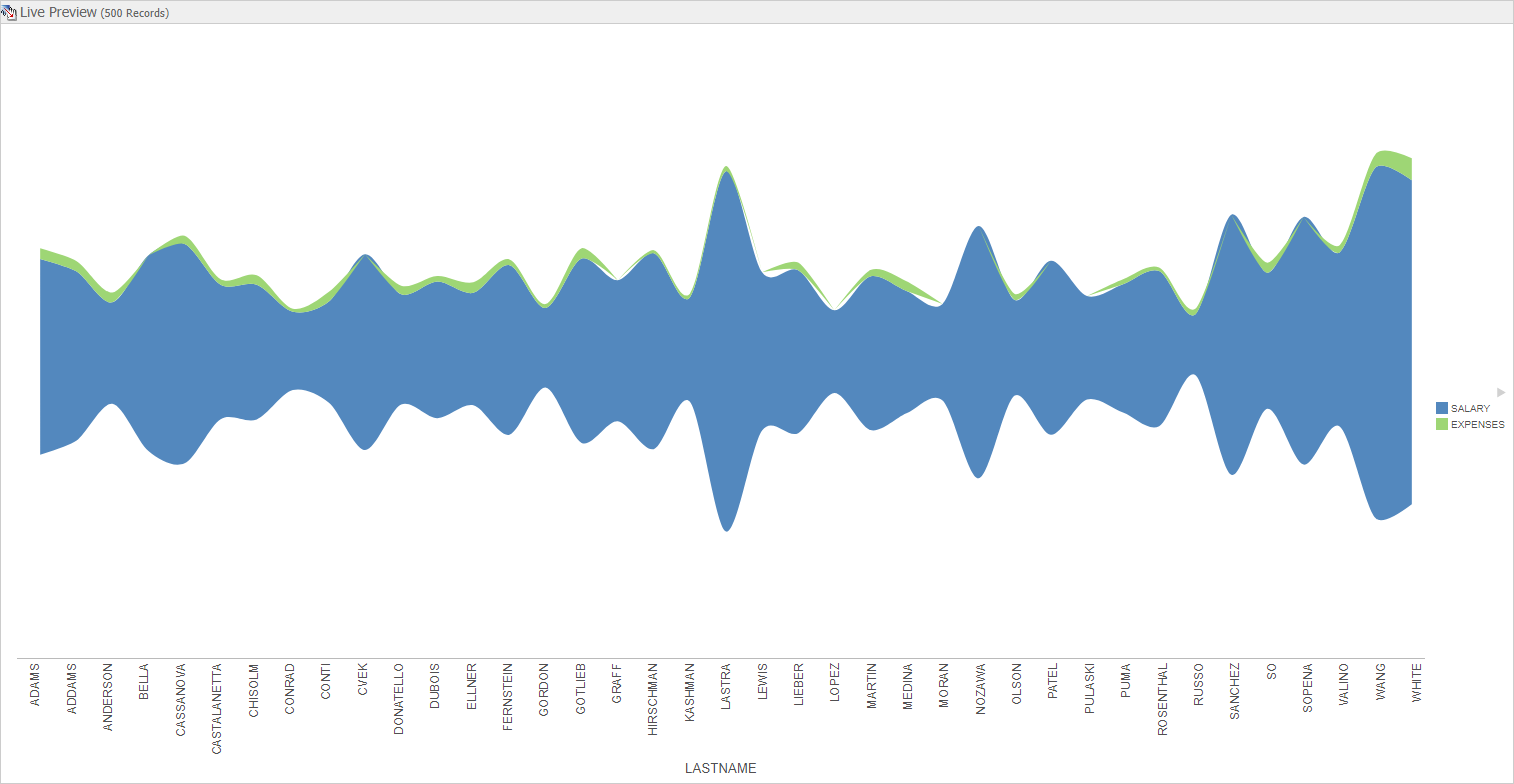 Live Preview (500 Records)
SALARY
EXPENSES
ADAMS
ADDAMS
ANDERSON
BELLA
CASSANOVA
CASTALANETTA
CHISOLM
CONRAD
CONTI
CVEK
DONATELLO
DUBOIS
ELLNER
FERNSTEIN
GORDON
GOTLIEB
GRAFF
HIRSCHMAN
KASHMAN
LASTRA
LEWIS
LIEBER
LOPEZ
MARTIN
MEDINA
MORAN
NOZAWA
OLSON
PATEL
PULASKI
PUMA
ROSENTHAL
RUSSO
SANCHEZ
SO
SOPENA
VALINO
WANG
WHITE
LASTNAME